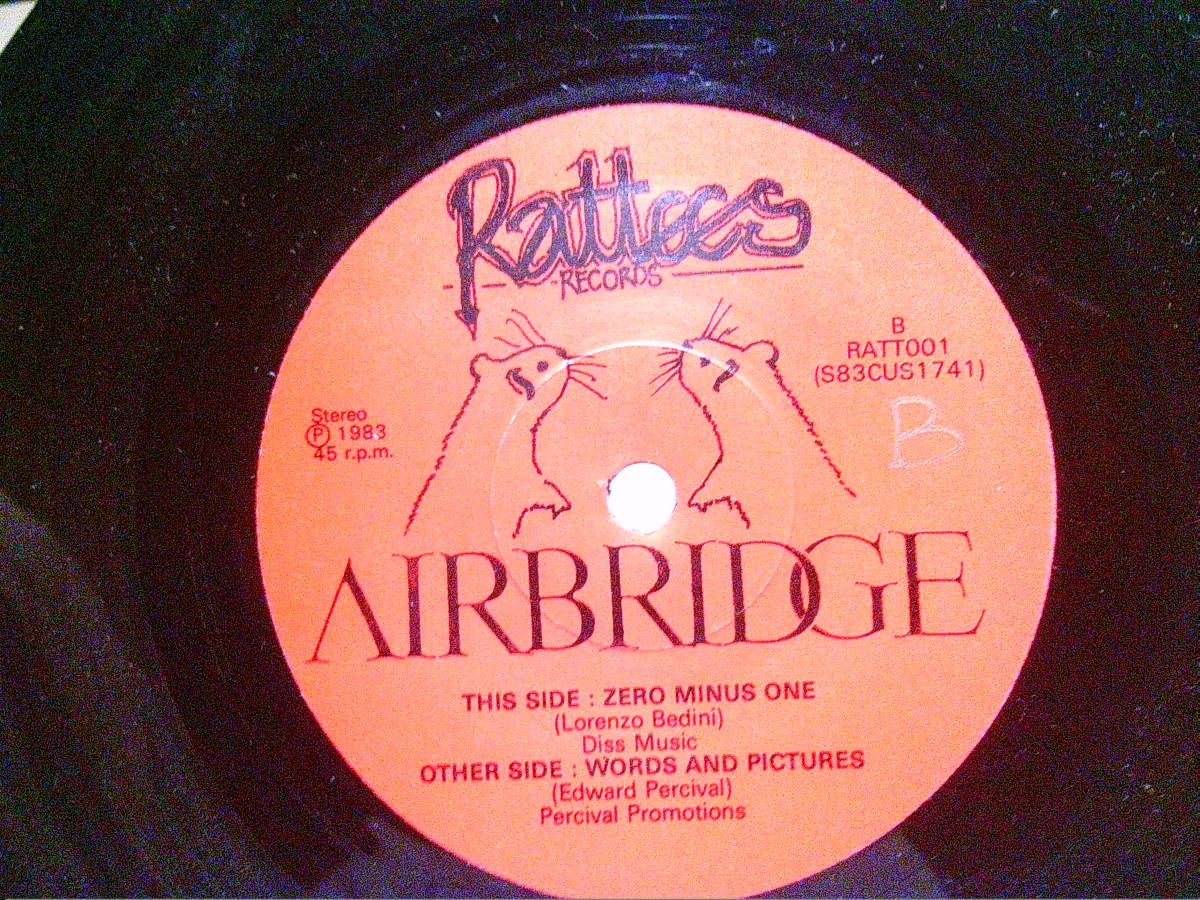 Rattees
RECORDS
B
RATT001
(S83CUS1741)
B
Stereo
Ⓟ 1983
45 r.p.m.
AIRBRIDGE
THIS SIDE : ZERO MINUS ONE
(Lorenzo Bedini)
Diss Music
OTHER SIDE : WORDS AND PICTURES
(Edward Percival)
Percival Promotions